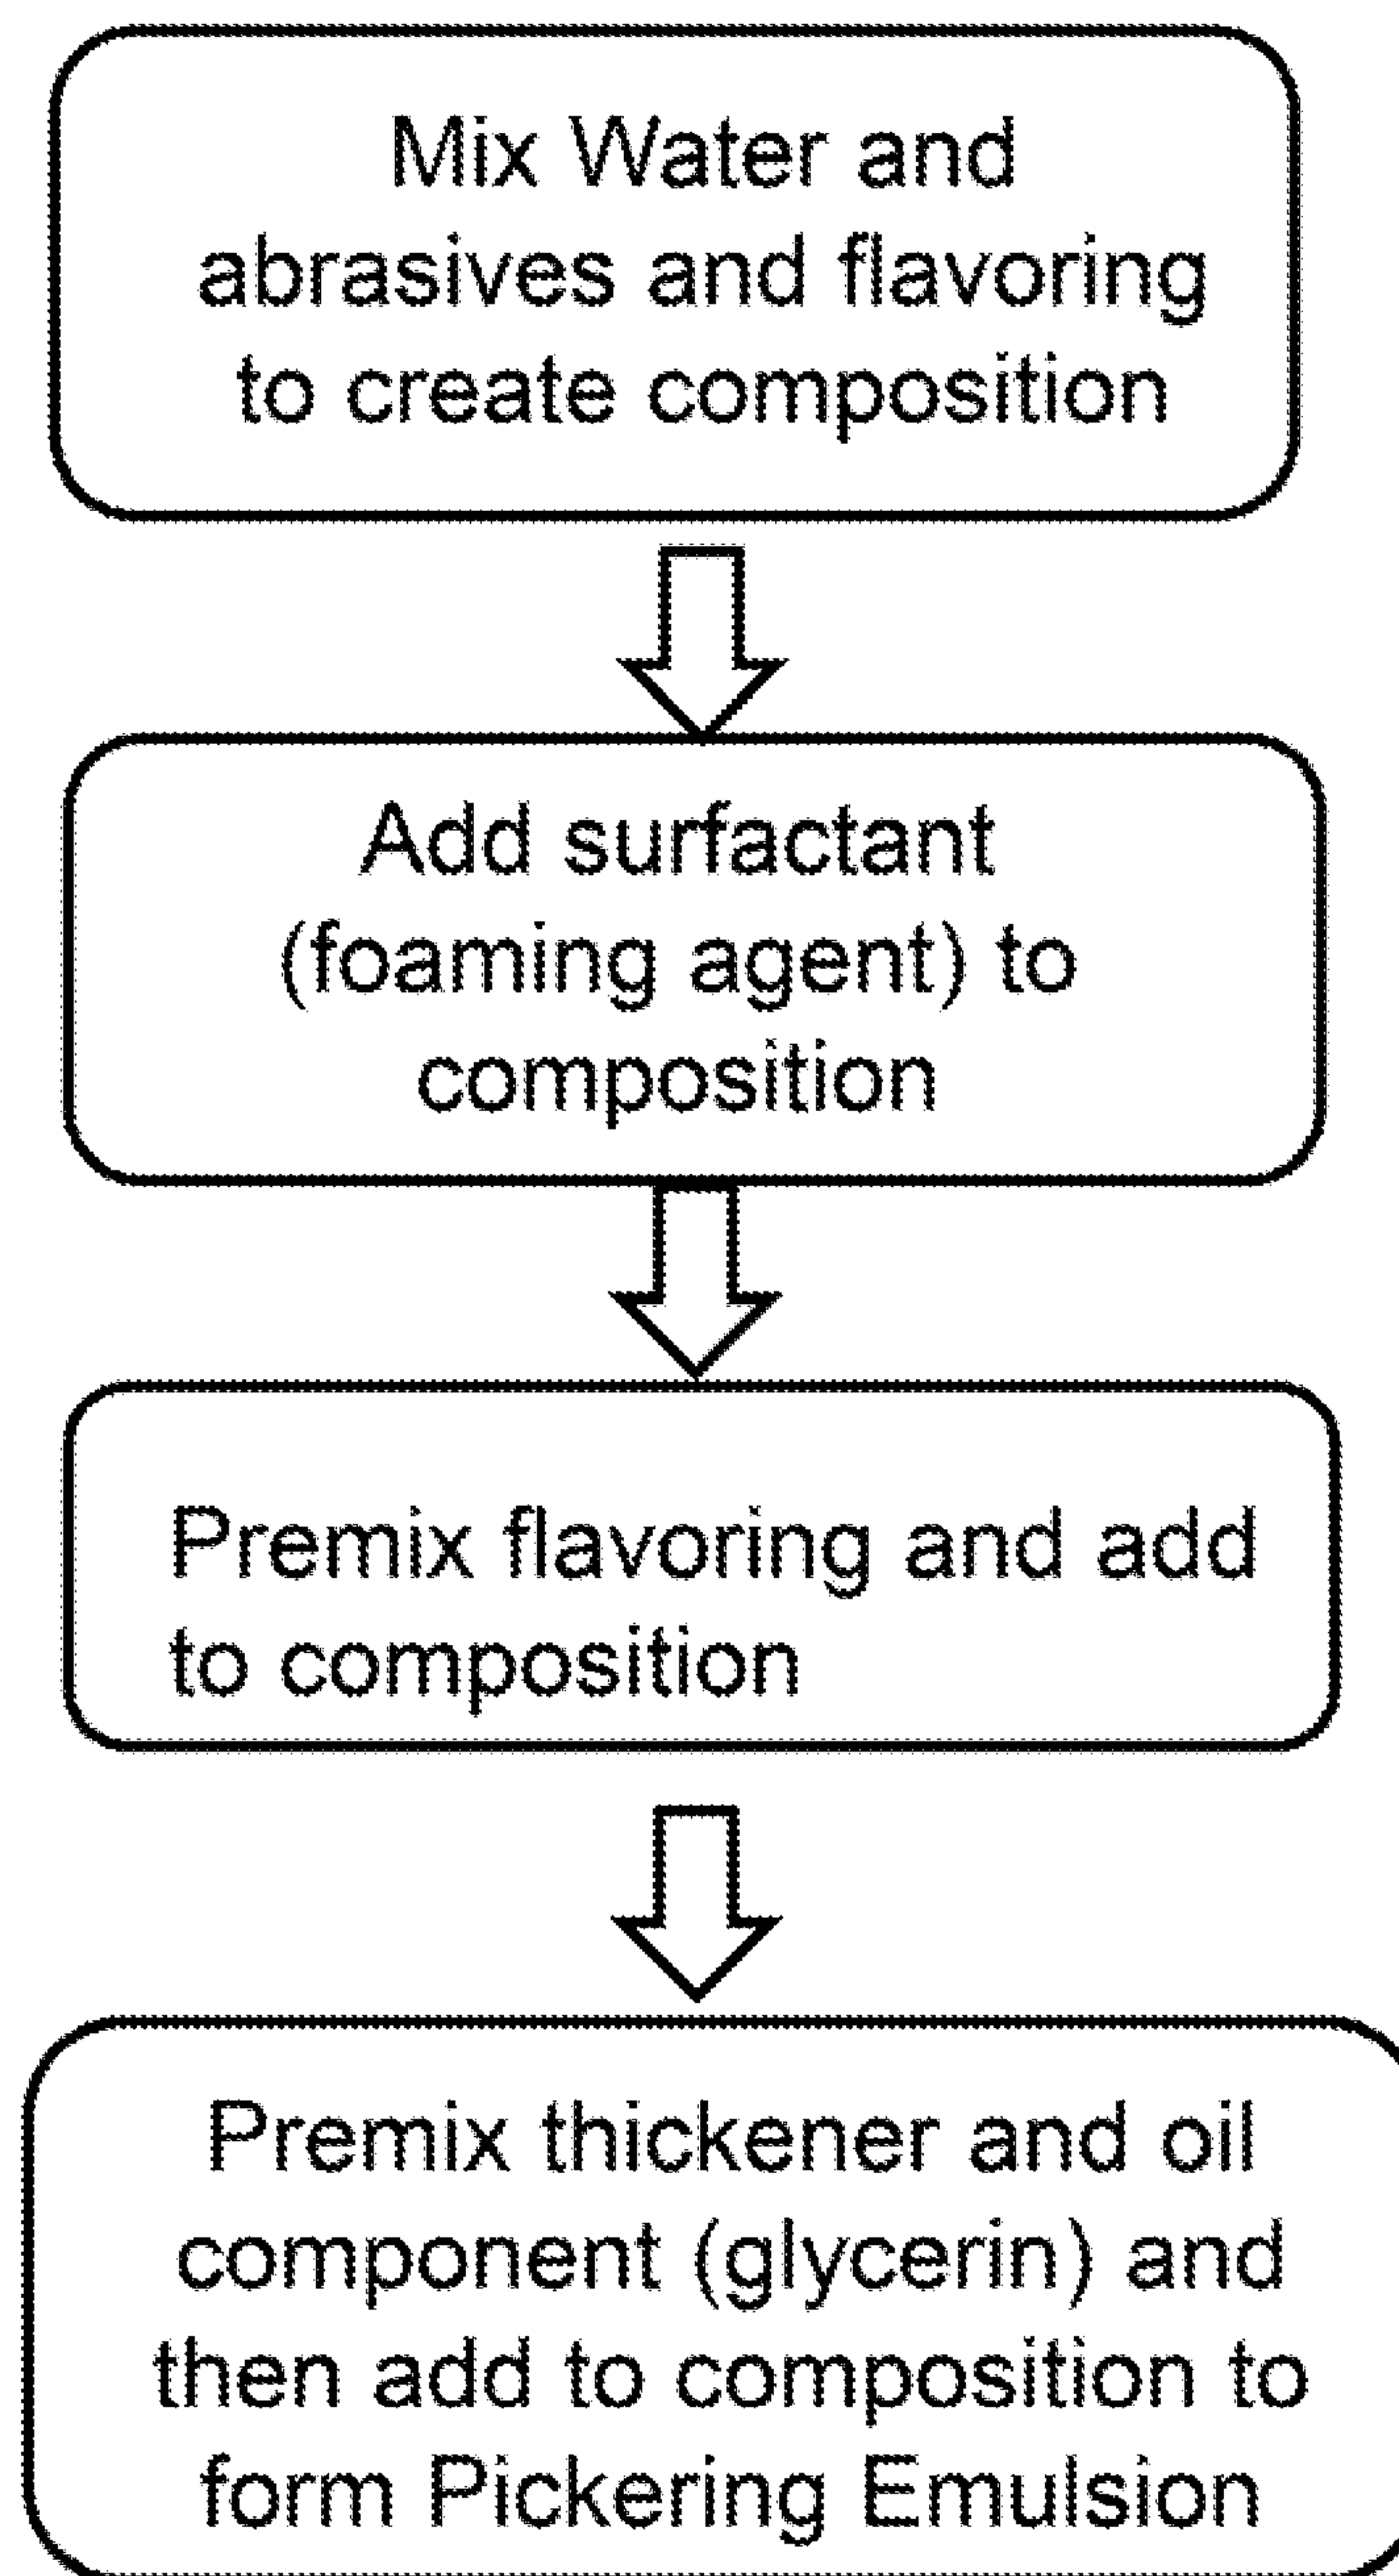 Mix Water and
abrasives and flavoring
to create composition
Add surfactant
(foaming agent) to
composition
Premix flavoring and add
to composition
Premix thickener and oil
component (glycerin) and
then add to composition to
form Pickering Emulsion